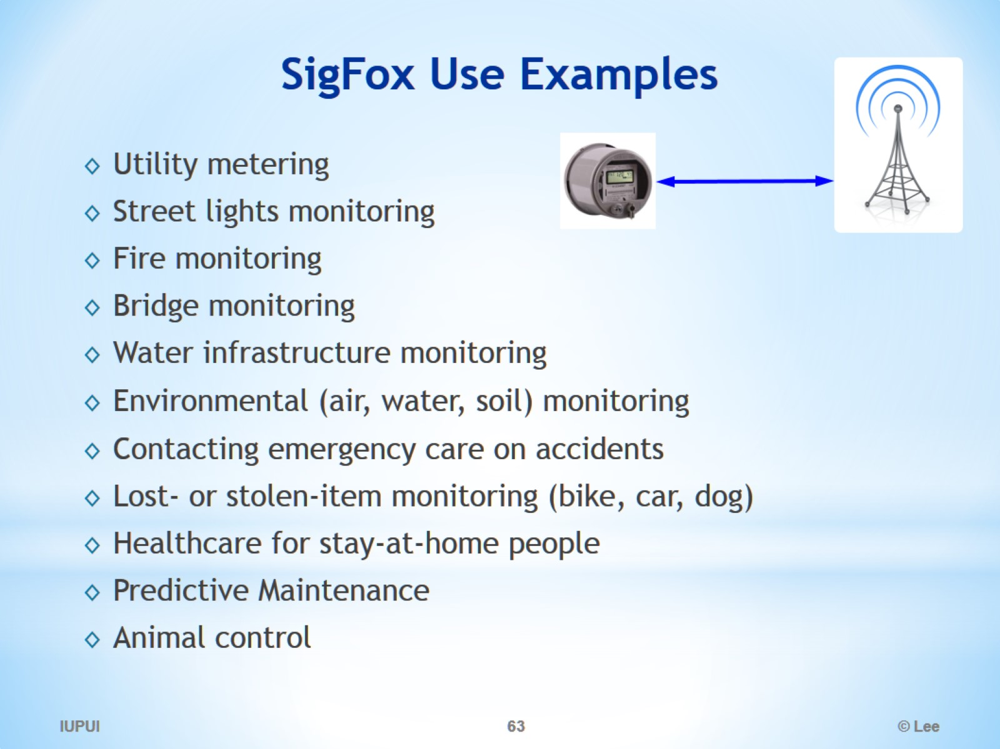 SigFox Use Examples
◇ Utility metering
◇ Street lights monitoring
◇ Fire monitoring
◇ Bridge monitoring
◇ Water infrastructure monitoring
◇ Environmental (air, water, soil) monitoring
◇ Contacting emergency care on accidents
◇ Lost- or stolen-item monitoring (bike, car, dog)
◇ Healthcare for stay-at-home people
◇ Predictive Maintenance
◇ Animal control
IUPUI 63 © Lee